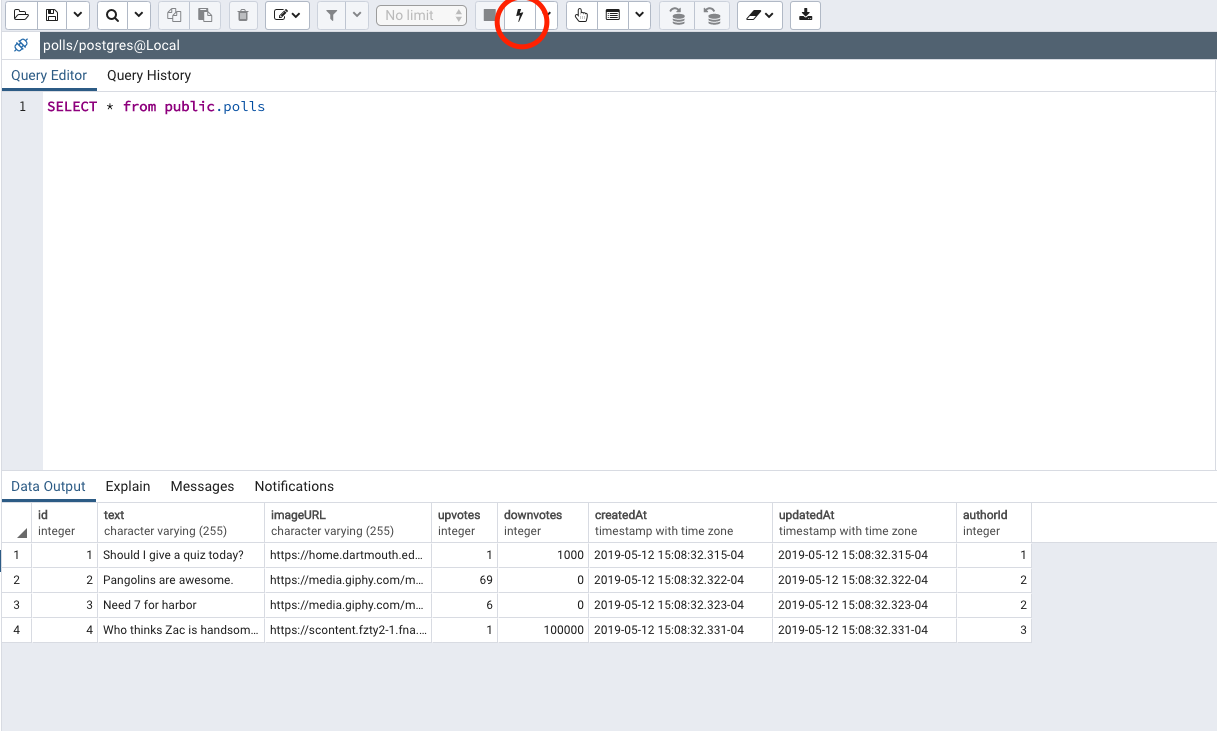 No limit
polls/postgres@Local
Query Editor Query History
1 SELECT * from public.polls
Data Output Explain Messages Notifications
id text imageURL upvotes downvotes createdAt updatedAt authorId
integer character varying (255) character varying (255) integer integer timestamp with time zone timestamp with time zone integer
1 1 Should I give a quiz today? https://home.dartmouth.ed... 1 1000 2019-05-12 15:08:32.315-04 2019-05-12 15:08:32.315-04 1
2 2 Pangolins are awesome. https://media.giphy.com/m... 69 0 2019-05-12 15:08:32.322-04 2019-05-12 15:08:32.322-04 2
3 3 Need 7 for harbor https://media.giphy.com/m... 6 0 2019-05-12 15:08:32.323-04 2019-05-12 15:08:32.323-04 2
4 4 Who thinks Zac is handsom... https://scontent.fzty2-1.fna.... 1 100000 2019-05-12 15:08:32.331-04 2019-05-12 15:08:32.331-04 3